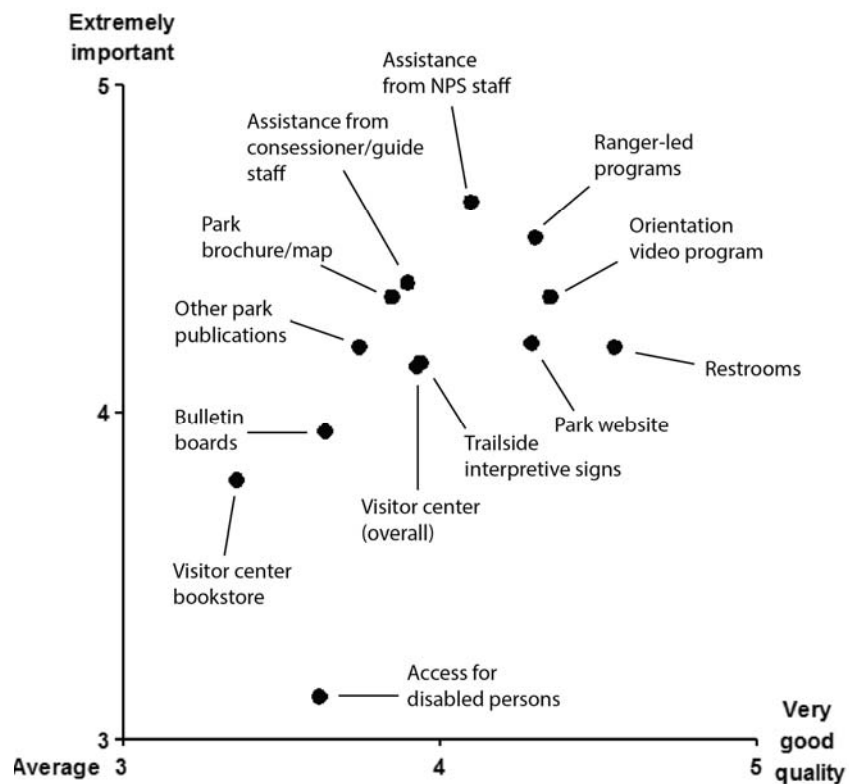 Extremely
important
5
Assistance
from NPS staff
Assistance from
consessioner/guide
staff
Ranger-led
programs
Park
brochure/map
Orientation
video program
Other park
publications
Restrooms
4
Bulletin
boards
Park website
Trailside
interpretive signs
Visitor center
(overall)
Visitor center
bookstore
Access for
disabled persons
3
Very
good
quality
Average 3 4 5